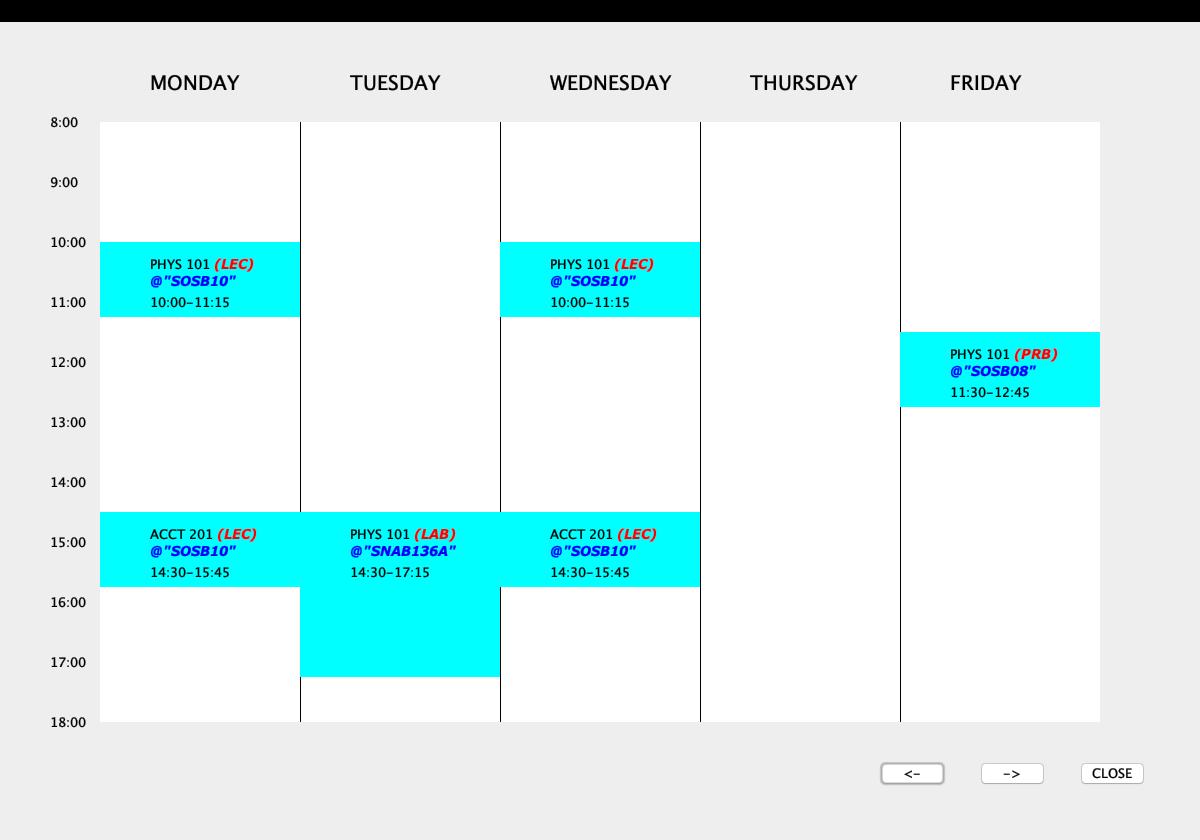 MONDAY TUESDAY WEDNESDAY THURSDAY FRIDAY
8:00
9:00
10:00
PHYS 101 (LEC) PHYS 101 (LEC)
@"SOSB10" @"SOSB10"
11:00 10:00-11:15 10:00-11:15
PHYS 101 (PRB)
12:00
@"SOSB08"
11:30-12:45
13:00
14:00
ACCT 201 (LEC) PHYS 101 (LAB) ACCT 201 (LEC)
15:00
@"SOSB10" @"SNAB136A" @"SOSB10"
14:30-15:45 14:30-17:15 14:30-15:45
16:00
17:00
18:00
<- -> CLOSE